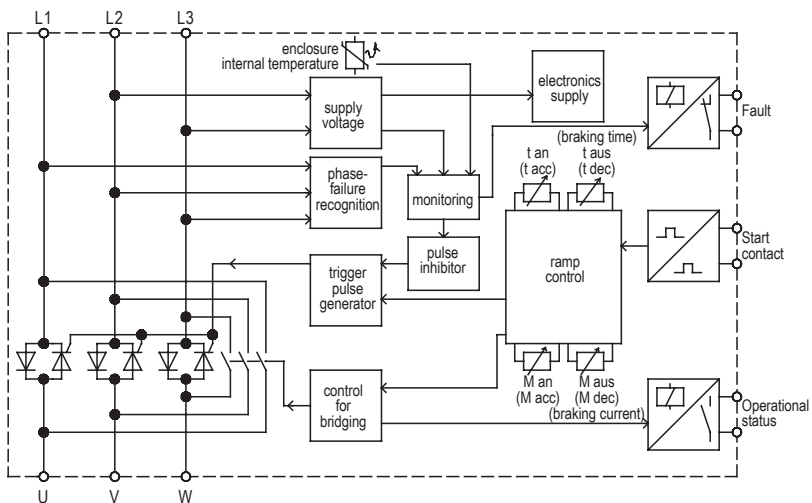 L1 L2 L3
enclosure
internal temperature
supply
voltage
electronics
supply
Fault
(braking time)
t an
(t acc)
t aus
(t dec)
phase-
failure
recognition
monitoring
Start
contact
pulse
inhibitor
ramp
control
trigger
pulse
generator
M an
(M acc)
M aus
(M dec)
(braking current)
control
for
bridging
Operational
status
U V W